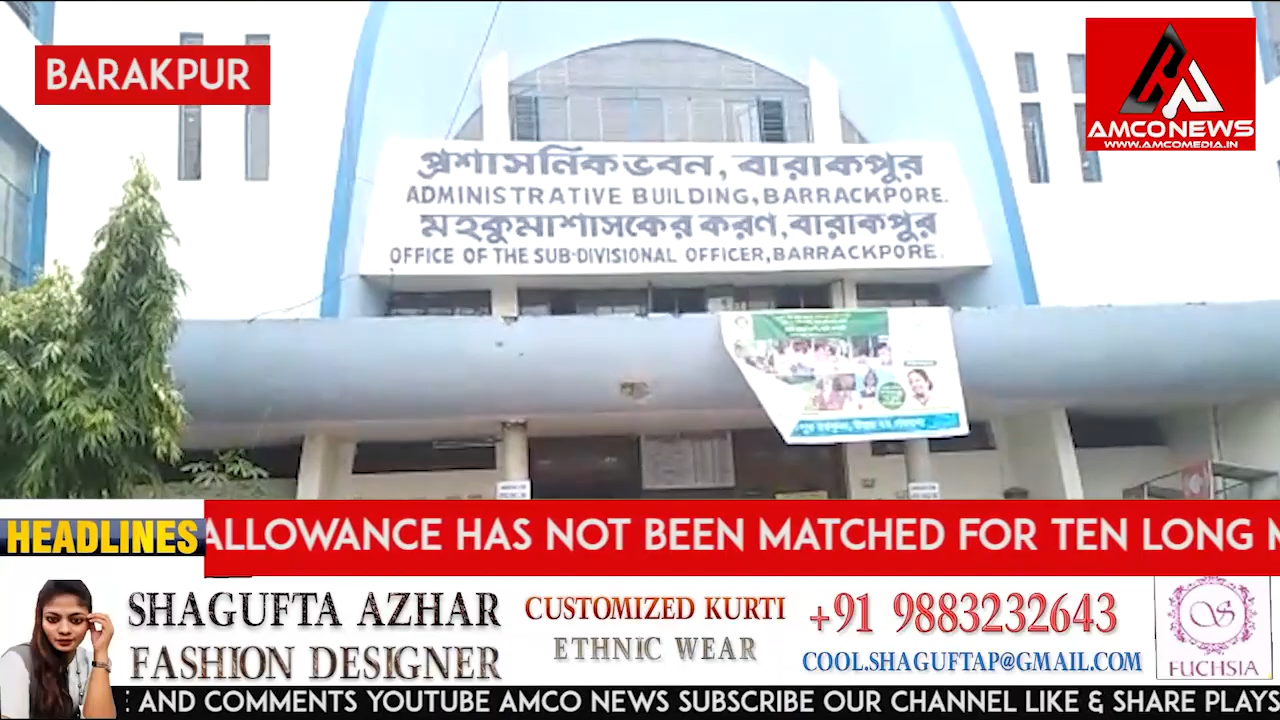 BARAKPUR
AMCO NEWS
WWW.AMCOMEDIA.IN
প্রশাসনিক ভবন, বারাকপুর
ADMINISTRATIVE BUILDING, BARRACKPORE.
মহকুমাশাসকের করণ, বারাকপুর
OFFICE OF THE SUB-DIVISIONAL OFFICER, BARRACKPORE.
HEADLINES
ALLOWANCE HAS NOT BEEN MATCHED FOR TEN LONG M
SHAGUFTA AZHAR
FASHION DESIGNER
CUSTOMIZED KURTI
ETHNIC WEAR
+91 9883232643
COOL.SHAGUFTAP@GMAIL.COM
FUCHSIA
E AND COMMENTS YOUTUBE AMCO NEWS SUBSCRIBE OUR CHANNEL LIKE & SHARE PLAYS